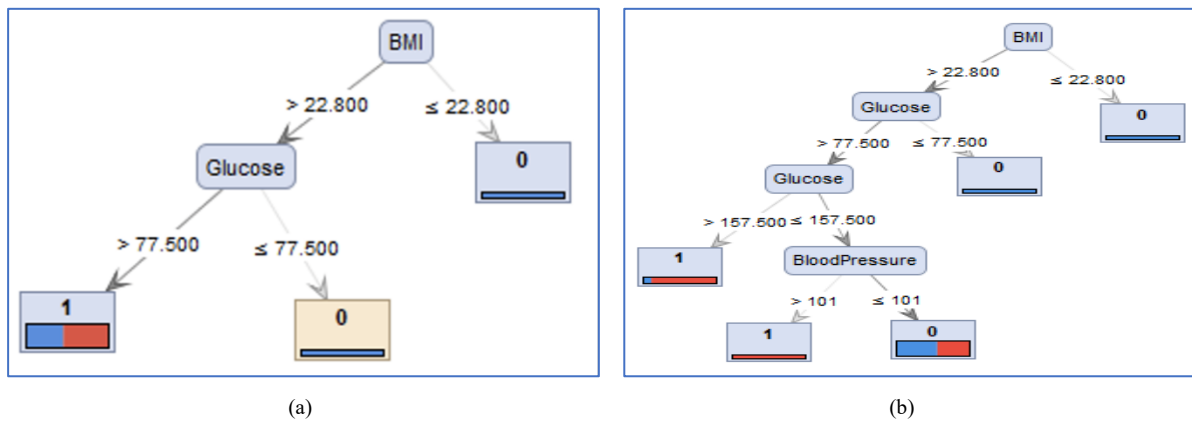 BMI
> 22.800
≤ 22.800
0
Glucose
> 77.500
≤ 77.500
1
0
(a)
BMI
> 22.800
≤ 22.800
Glucose
0
> 77.500
≤ 77.500
Glucose
0
> 157.500
≤ 157.500
1
BloodPressure
> 101
≤ 101
1
0
(b)